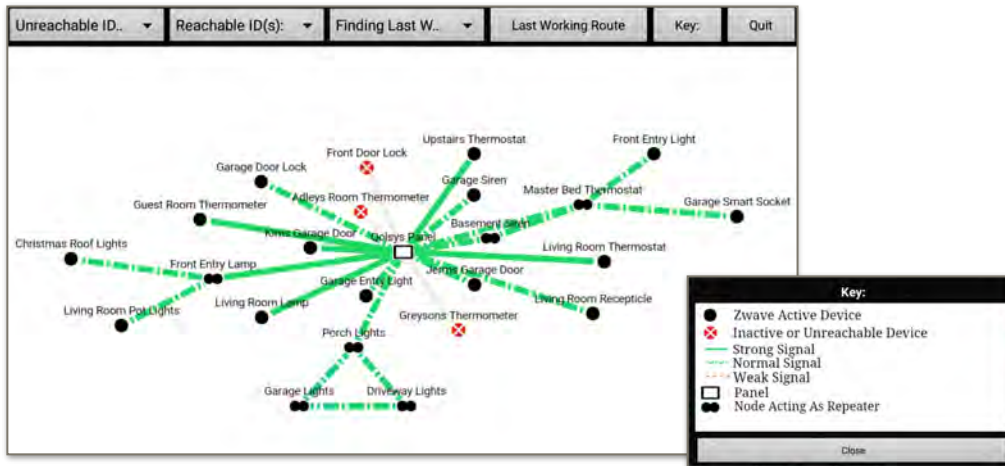 Unreachable ID..
Reachable ID(s):
Finding Last W..
Last Working Route
Key:
Quit
Upstairs Thermostat
Front Entry Light
Front Door Lock
Garage Door Lock
Garage Siren
Master Bed Thermostat
Adleys Room Thermometer
Garage Smart Socket
Guest Room Thermometer
Basement Siren
Kims Garage Door
Qolsys Panel
Christmas Roof Lights
Living Room Thermostat
Front Entry Lamp
Jerms Garage Door
Garage Entry Light
Living Room Pot Lights
Living Room Lamp
Living Room Recepticle
Greysons Thermometer
Porch Lights
Garage Lights
Driveway Lights
Key:
Zwave Active Device
Inactive or Unreachable Device
Strong Signal
Normal Signal
Weak Signal
Panel
Node Acting As Repeater
Close